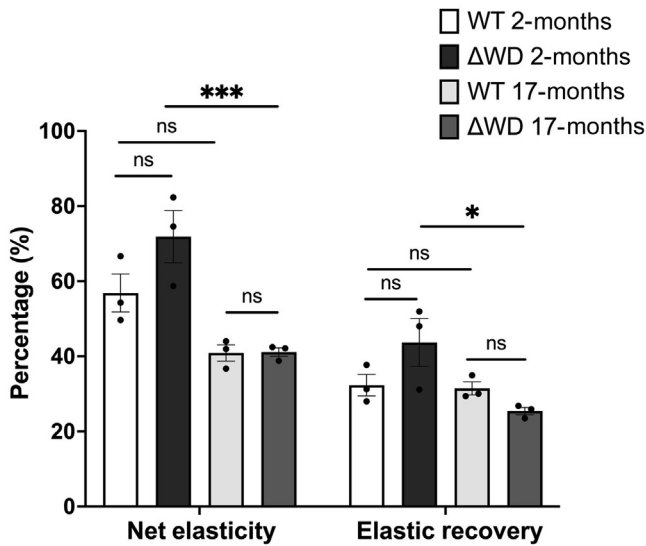 WT 2-months
ΔWD 2-months
WT 17-months
ΔWD 17-months
***
ns
ns
ns
*
ns
ns
ns
Percentage (%)
100
80
60
40
20
0
Net elasticity
Elastic recovery